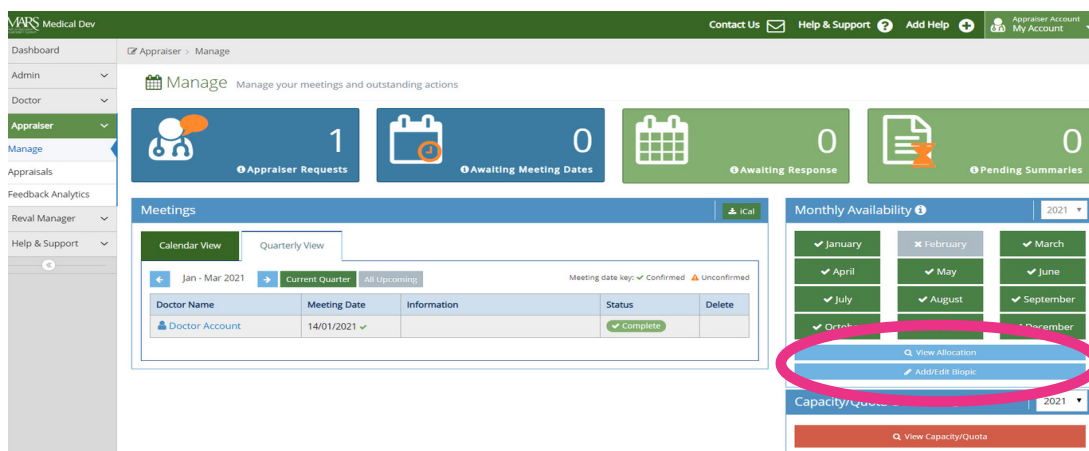 MARS Medical Dev
Contact Us
Help & Support
Add Help
Appraiser Account
My Account
Dashboard
Admin
Doctor
Appraiser
Manage
Appraisals
Feedback Analytics
Reval Manager
Help & Support
Appraiser > Manage
Manage Manage your meetings and outstanding actions
1
Appraiser Requests
0
Awaiting Meeting Dates
0
Awaiting Response
0
Pending Summaries
Meetings
iCal
Calendar View
Quarterly View
Jan - Mar 2021
Current Quarter
All Upcoming
Meeting date key: ✔ Confirmed ⚠ Unconfirmed
Doctor Name Meeting Date Information Status Delete
Doctor Account 14/01/2021 ✔ ✔ Complete
Monthly Availability
2021
✔ January ✖ February ✔ March
✔ April ✔ May ✔ June
✔ July ✔ August ✔ September
View Allocation
Add/Edit Biopic
2021
View Capacity/Quota